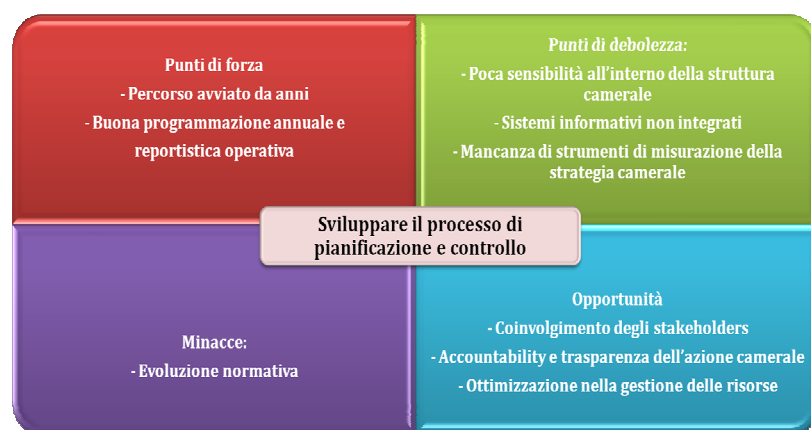 Punti di forza
- Percorso avviato da anni
- Buona programmazione annuale e
reportistica operativa
Punti di debolezza:
- Poca sensibilità all'interno della struttura
camerale
- Sistemi informativi non integrati
- Mancanza di strumenti di misurazione della
strategia camerale
Sviluppare il processo di
pianificazione e controllo
Minacce:
- Evoluzione normativa
Opportunità
- Coinvolgimento degli stakeholders
- Accountability e trasparenza dell'azione camerale
- Ottimizzazione nella gestione delle risorse